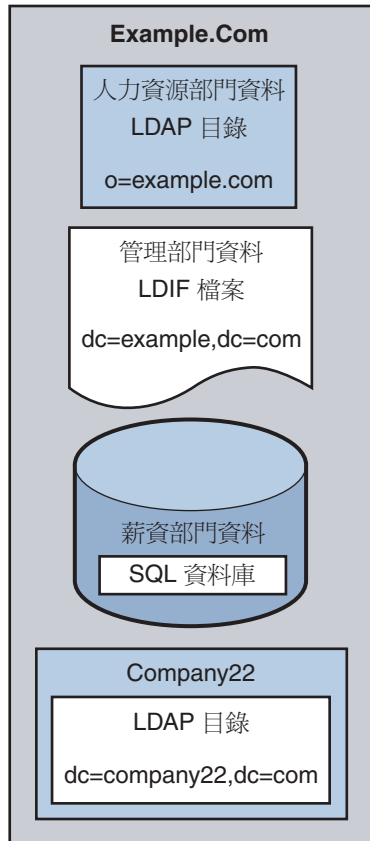 Example.Com
人力資源部門資料
LDAP 目錄
o=example.com
管理部門資料
LDIF 檔案
dc=example,dc=com
薪資部門資料
SQL 資料庫
Company22
LDAP 目錄
dc=company22,dc=com